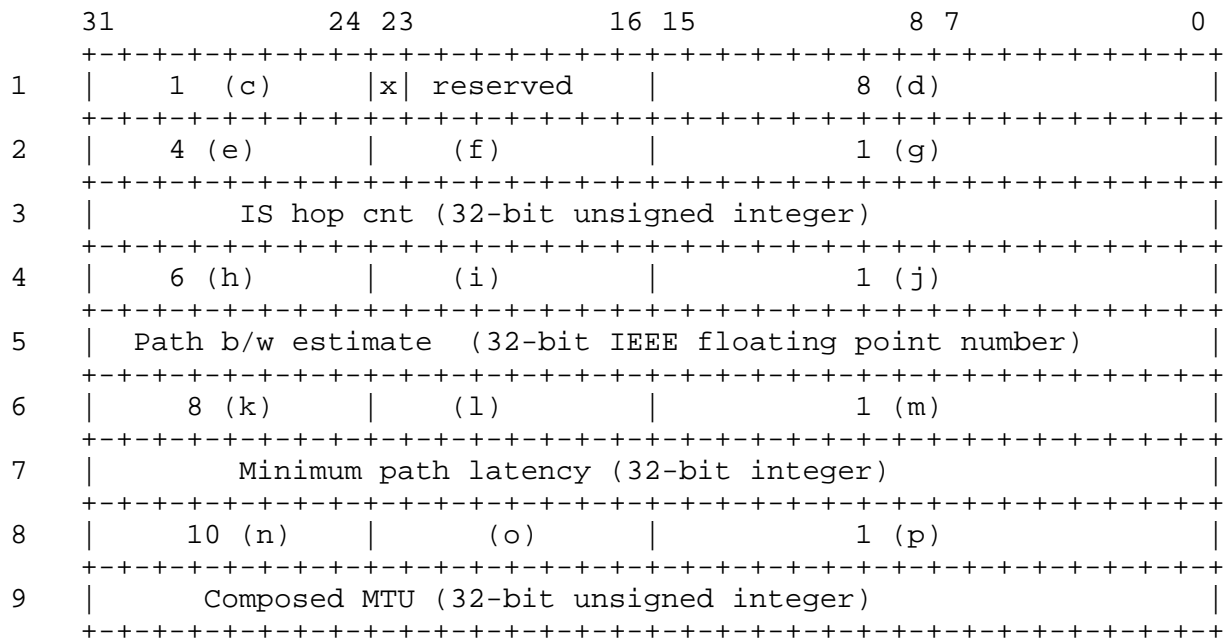 31 24 23 16 15 8 7 0
+-+-+-+-+-+-+-+-+-+-+-+-+-+-+-+-+-+-+-+-+-+-+-+-+-+-+-+-+-+-+-+-+
1 | 1 (c) |x| reserved | 8 (d) |
+-+-+-+-+-+-+-+-+-+-+-+-+-+-+-+-+-+-+-+-+-+-+-+-+-+-+-+-+-+-+-+-+
2 | 4 (e) | (f) | 1 (g) |
+-+-+-+-+-+-+-+-+-+-+-+-+-+-+-+-+-+-+-+-+-+-+-+-+-+-+-+-+-+-+-+-+
3 | IS hop cnt (32-bit unsigned integer) |
+-+-+-+-+-+-+-+-+-+-+-+-+-+-+-+-+-+-+-+-+-+-+-+-+-+-+-+-+-+-+-+-+
4 | 6 (h) | (i) | 1 (j) |
+-+-+-+-+-+-+-+-+-+-+-+-+-+-+-+-+-+-+-+-+-+-+-+-+-+-+-+-+-+-+-+-+
5 | Path b/w estimate (32-bit IEEE floating point number) |
+-+-+-+-+-+-+-+-+-+-+-+-+-+-+-+-+-+-+-+-+-+-+-+-+-+-+-+-+-+-+-+-+
6 | 8 (k) | (l) | 1 (m) |
+-+-+-+-+-+-+-+-+-+-+-+-+-+-+-+-+-+-+-+-+-+-+-+-+-+-+-+-+-+-+-+-+
7 | Minimum path latency (32-bit integer) |
+-+-+-+-+-+-+-+-+-+-+-+-+-+-+-+-+-+-+-+-+-+-+-+-+-+-+-+-+-+-+-+-+
8 | 10 (n) | (o) | 1 (p) |
+-+-+-+-+-+-+-+-+-+-+-+-+-+-+-+-+-+-+-+-+-+-+-+-+-+-+-+-+-+-+-+-+
9 | Composed MTU (32-bit unsigned integer) |
+-+-+-+-+-+-+-+-+-+-+-+-+-+-+-+-+-+-+-+-+-+-+-+-+-+-+-+-+-+-+-+-+